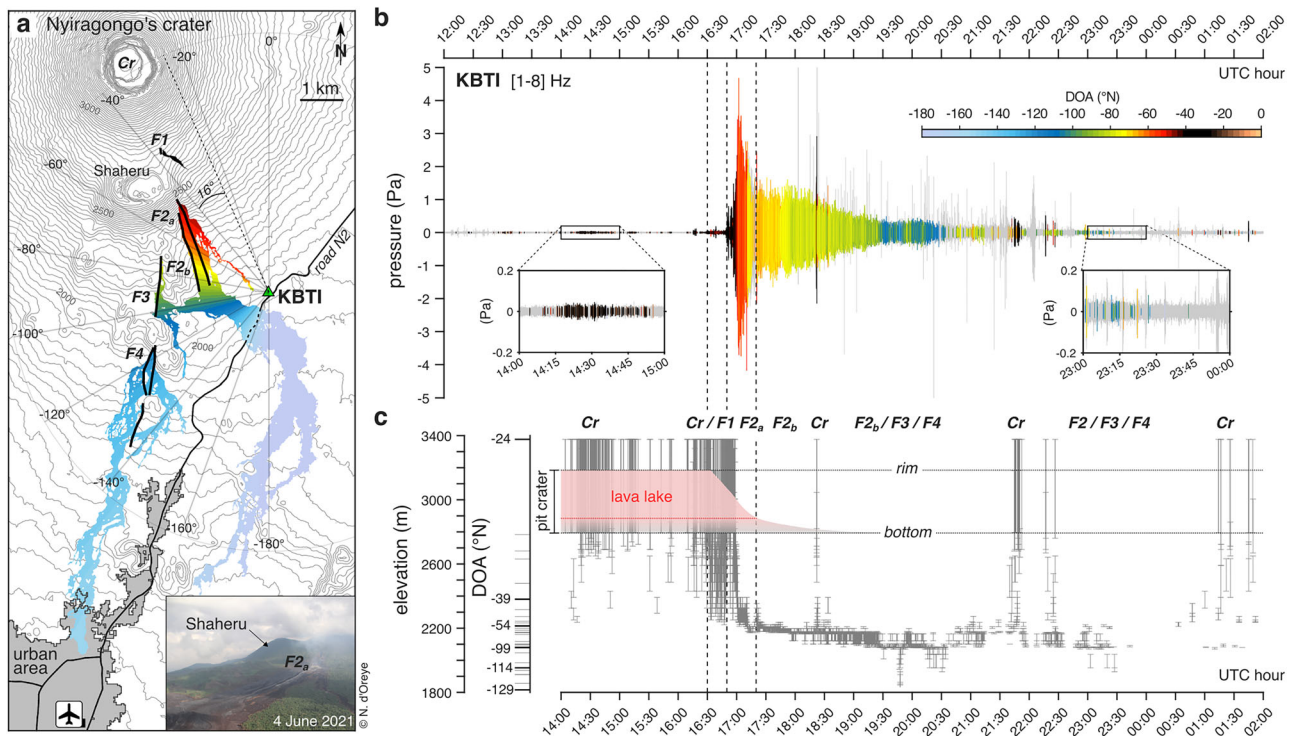 a
Nyiragongo's crater
0°
N
Cr
-20°
1 km
-40°
3000
F1
-60°
Shaheru
2500
2500
16°
F2a
road N2
-80°
F2b
KBTI
2000
F3
-100°
2000
F4
-120°
-140°
-160°
-180°
Shaheru
F2a
urban
area
4 June 2021
© N. d'Oreye
b
12:00 12:30 13:00 13:30 14:00 14:30 15:00 15:30 16:00 16:30 17:00 17:30 18:00 18:30 19:00 19:30 20:00 20:30 21:00 21:30 22:00 22:30 23:00 23:30 00:00 00:30 01:00 01:30 02:00
UTC hour
KBTI [1-8] Hz
DOA (°N)
-180 -160 -140 -120 -100 -80 -60 -40 -20 0
pressure (Pa)
5
4
3
2
1
0
-1
-2
-3
-4
-5
(Pa)
0.2
0
-0.2
14:00 14:15 14:30 14:45 15:00
(Pa)
0.2
0
-0.2
23:00 23:15 23:30 23:45 00:00
c
Cr Cr / F1 F2a F2b Cr F2b / F3 / F4 Cr F2 / F3 / F4 Cr
elevation (m)
3400
3000
2600
2200
1800
DOA (°N)
-24
-39
-54
-99
-114
-129
pit crater
rim
lava lake
bottom
UTC hour
14:00 14:30 15:00 15:30 16:00 16:30 17:00 17:30 18:00 18:30 19:00 19:30 20:00 20:30 21:00 21:30 22:00 22:30 23:00 23:30 00:00 00:30 01:00 01:30 02:00